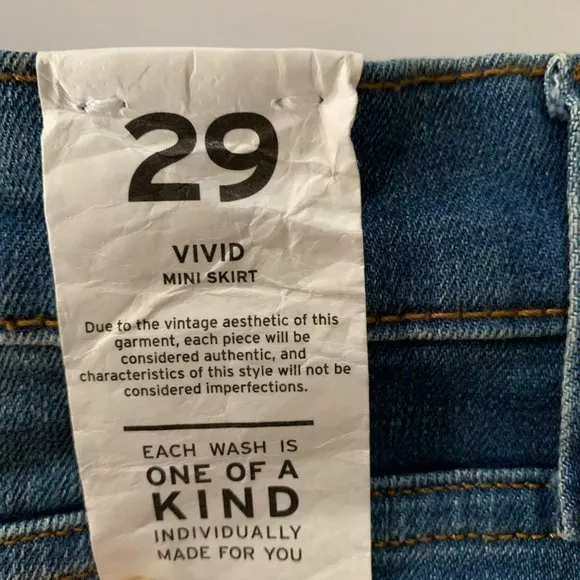 29
VIVID
MINI SKIRT
Due to the vintage aesthetic of this
garment, each piece will be
considered authentic, and
characteristics of this style will not be
considered imperfections.
EACH WASH IS
ONE OF A
KIND
INDIVIDUALLY
MADE FOR YOU